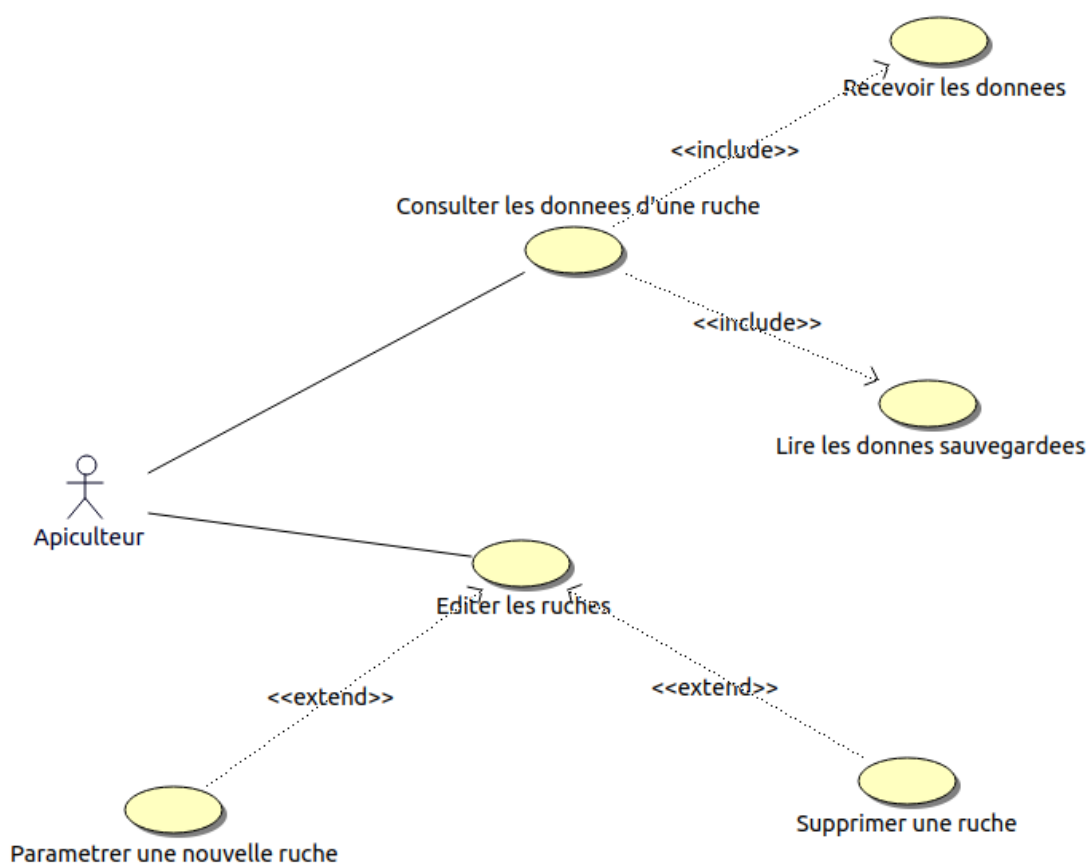 Recevoir les donnees
<<include>>
Consulter les donnees d'une ruche
<<include>>
Lire les donnes sauvegardees
Apiculteur
Editer les ruches
<<extend>>
<<extend>>
Supprimer une ruche
Parametrer une nouvelle ruche